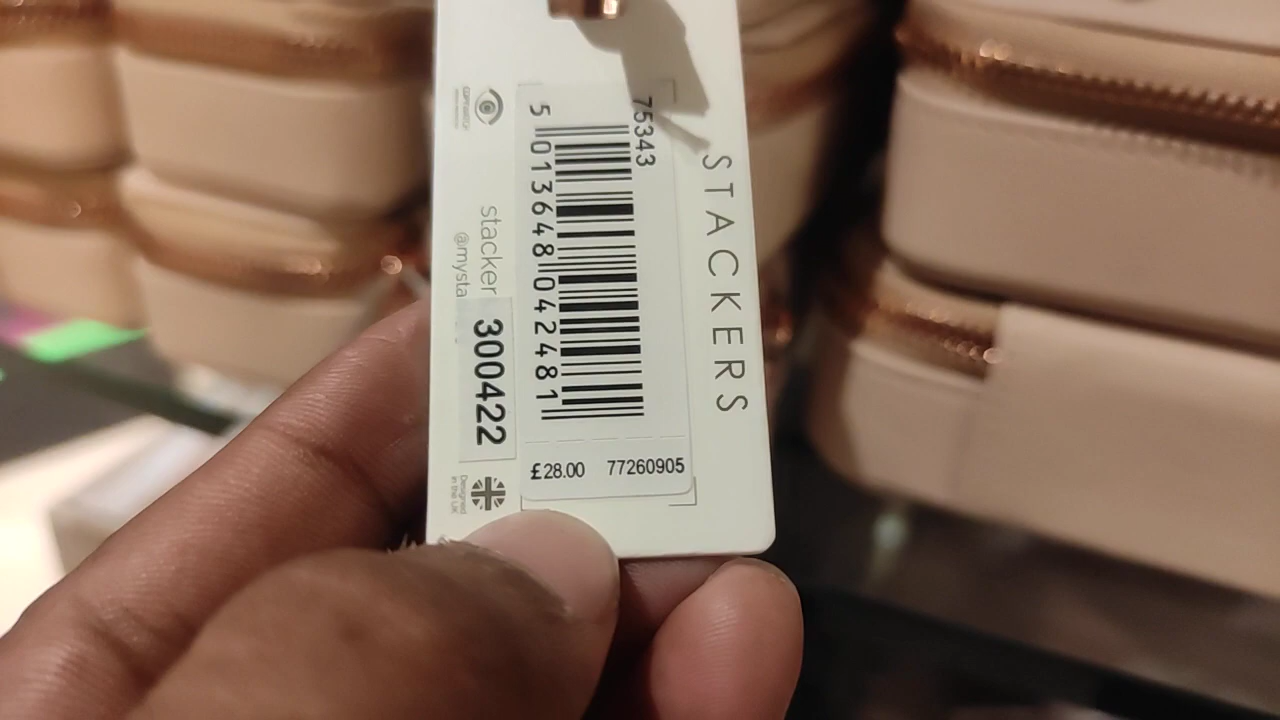 STACKERS
75343
5 013648 042481
£28.00 77260905
stacker
@mysta
300422
Designed
in the UK